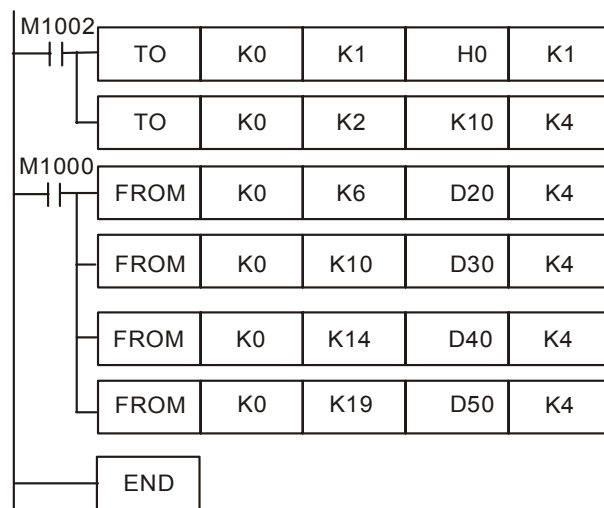 M1002
TO K0 K1 H0 K1
TO K0 K2 K10 K4
M1000
FROM K0 K6 D20 K4
FROM K0 K10 D30 K4
FROM K0 K14 D40 K4
FROM K0 K19 D50 K4
END